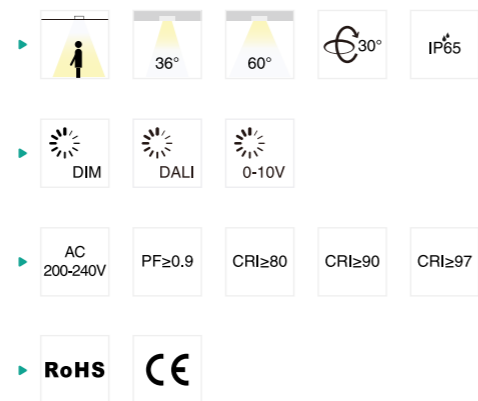 36°
60°
30°
IP65
DIM
DALI
0-10V
AC
200-240V
PF≥0.9
CRI≥80
CRI≥90
CRI≥97
RoHS
CE